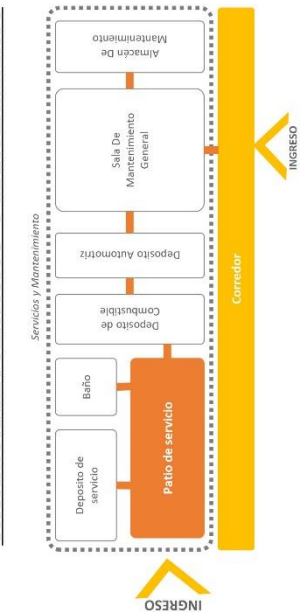 Servicios y Mantenimiento
Deposito de
servicio
Baño
Deposito de
Combustible
Deposito Automotriz
Sala De
Mantenimiento
General
Almacén De
Mantenimiento
Patio de servicio
Corredor
INGRESO
INGRESO